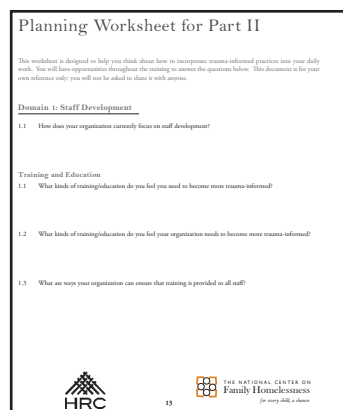 Planning Worksheet for Part II
This worksheet is designed to help you think about how to incorporate trauma-informed practices into your daily
work. You will have opportunities throughout the training to answer the questions below. This document is for your
own reference only; you will not be asked to share it with anyone.
Domain 1: Staff Development
1.1 How does your organization currently focus on staff development?
Training and Education
1.1 What kinds of training/education do you feel you need to become more trauma-informed?
1.2 What kinds of training/education do you feel your organization needs to become more trauma-informed?
1.3 What are ways your organization can ensure that training is provided to all staff?
HRC
13
THE NATIONAL CENTER ON
Family Homelessness
for every child, a chance